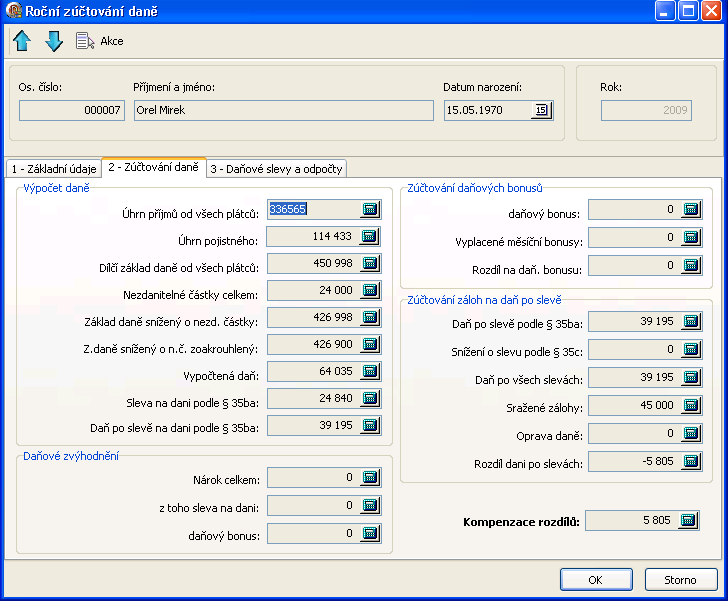 Roční zúčtování daně
Akce
Os. číslo: Příjmení a jméno: Datum narození: Rok:
000007 Orel Mirek 15.05.1970 15 2009
1 - Základní údaje 2 - Zúčtování daně 3 - Daňové slevy a odpočty
Výpočet daně
Úhrn příjmů od všech plátců: 336565
Úhrn pojistného: 114 433
Dílčí základ daně od všech plátců: 450 998
Nezdanitelné částky celkem: 24 000
Základ daně snížený o nezd. částky: 426 998
Z.daně snížený o n.č. zoakrouhlený: 426 900
Vypočtená daň: 64 035
Sleva na dani podle § 35ba: 24 840
Daň po slevě na dani podle § 35ba: 39 195
Daňové zvýhodnění
Nárok celkem: 0
z toho sleva na dani: 0
daňový bonus: 0
Zúčtování daňových bonusů
daňový bonus: 0
Vyplacené měsíční bonusy: 0
Rozdíl na daň. bonusu: 0
Zúčtování záloh na daň po slevě
Daň po slevě podle § 35ba: 39 195
Snížení o slevu podle § 35c: 0
Daň po všech slevách: 39 195
Sražené zálohy: 45 000
Oprava daně: 0
Rozdíl dani po slevách: -5 805
Kompenzace rozdílů: 5 805
OK Storno